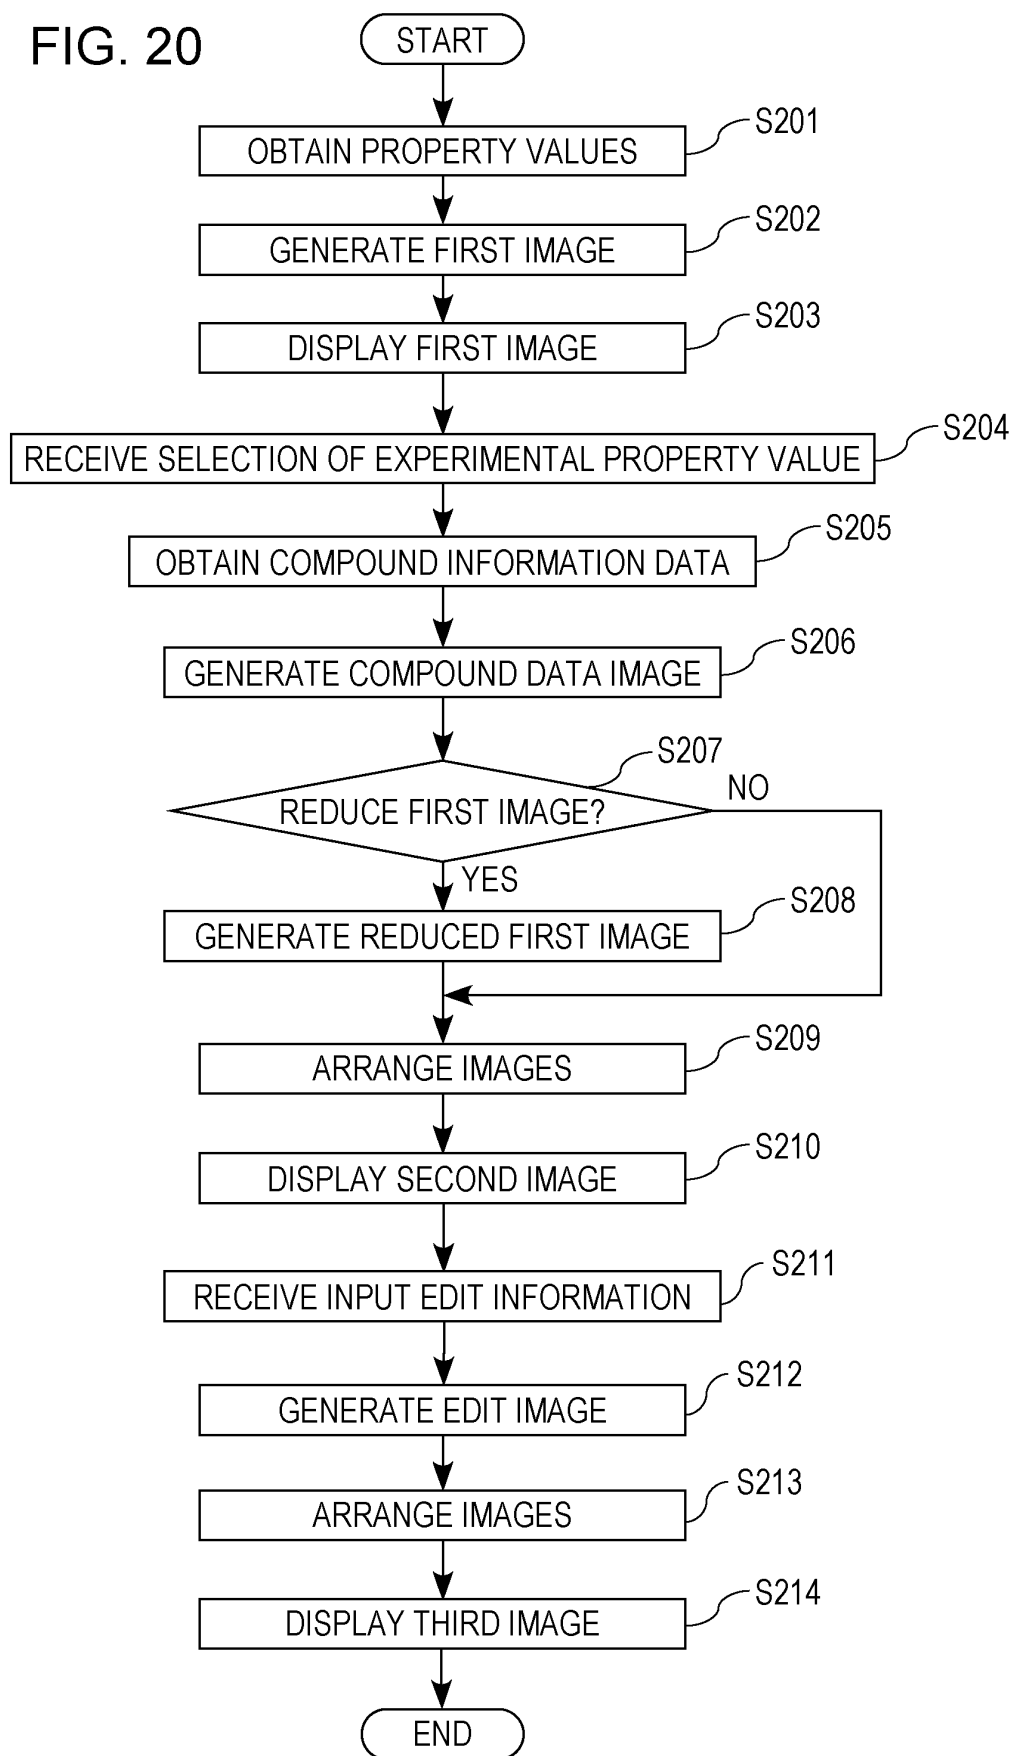 FIG. 20
START
S201
OBTAIN PROPERTY VALUES
S202
GENERATE FIRST IMAGE
S203
DISPLAY FIRST IMAGE
S204
RECEIVE SELECTION OF EXPERIMENTAL PROPERTY VALUE
S205
OBTAIN COMPOUND INFORMATION DATA
S206
GENERATE COMPOUND DATA IMAGE
S207
REDUCE FIRST IMAGE?
NO
YES
S208
GENERATE REDUCED FIRST IMAGE
S209
ARRANGE IMAGES
S210
DISPLAY SECOND IMAGE
S211
RECEIVE INPUT EDIT INFORMATION
S212
GENERATE EDIT IMAGE
S213
ARRANGE IMAGES
S214
DISPLAY THIRD IMAGE
END